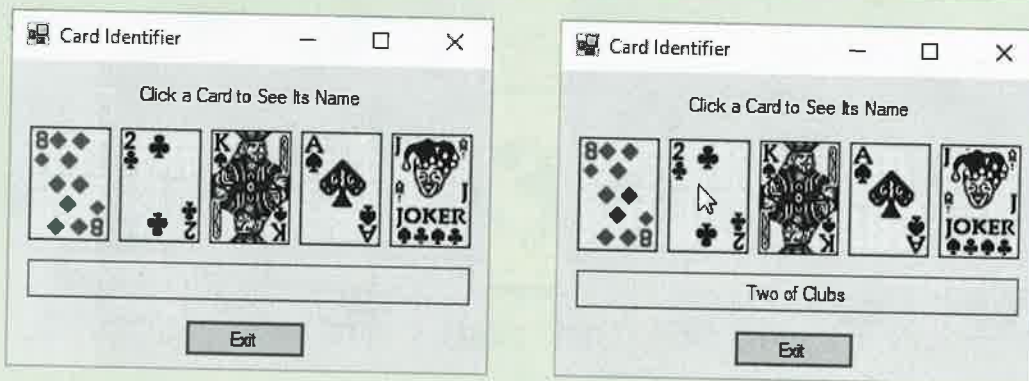 Card Identifier
Click a Card to See Its Name
8
8
2
2
K
K
A
A
J
JOKER
J
Exit
Card Identifier
Click a Card to See Its Name
8
8
2
2
K
K
A
A
J
JOKER
J
Two of Clubs
Exit